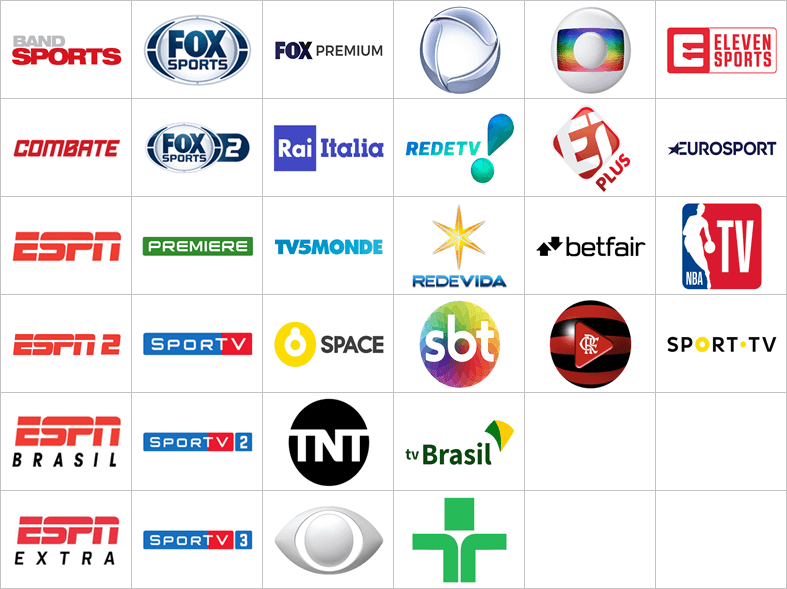 BAND
SPORTS
FOX
SPORTS
FOX PREMIUM
ELEVEN
SPORTS
COMBATE
FOX
SPORTS 2
Rai Italia
REDETV
EI
PLUS
EUROSPORT
ESPN
PREMIERE
TV5MONDE
REDEVIDA
betfair
NBA TV
ESPN 2
SPORTV
SPACE
sbt
CRF
SPORT·TV
ESPN
BRASIL
SPORTV 2
TNT
tv Brasil
ESPN
EXTRA
SPORTV 3